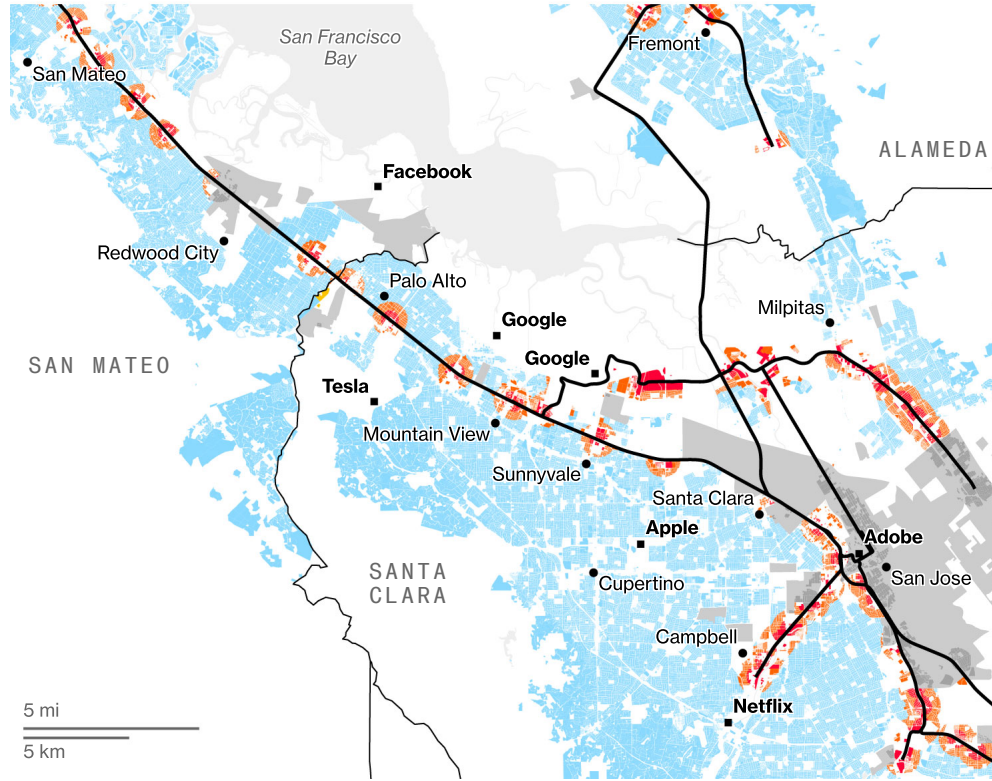 San Francisco
Bay
Fremont
San Mateo
ALAMEDA
Facebook
Redwood City
Palo Alto
Milpitas
Google
Google
SAN MATEO
Tesla
Mountain View
Sunnyvale
Santa Clara
Apple
Adobe
SANTA
CLARA
Cupertino
San Jose
Campbell
Netflix
5 mi
5 km